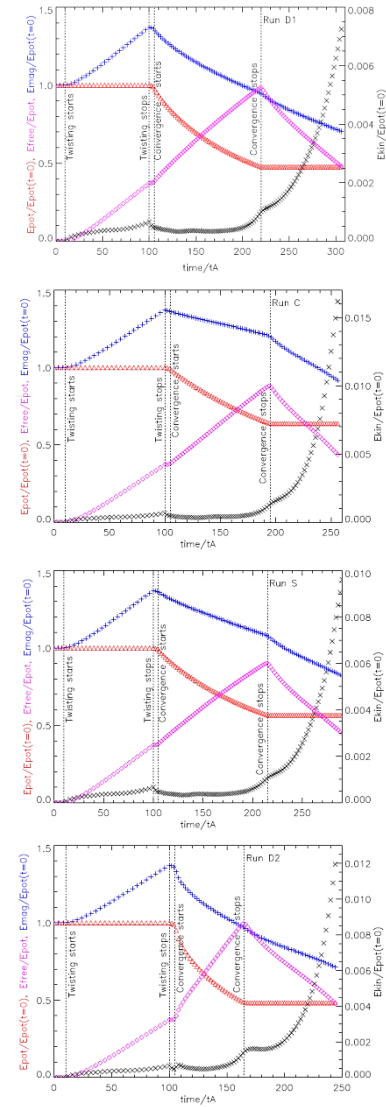 Run D1
Epot/Epot(t=0), Efree/Epot, Emag/Epot(t=0)
1.5
1.0
0.5
0.0
Twisting starts
Twisting stops
Convergence starts
Convergence stops
0.008
0.007
0.006
0.005
0.004
0.003
0.002
0.001
0.000
Ekin/Epot(t=0)
0 50 100 150 200 250 300
time/tA
Run C
Epot/Epot(t=0), Efree/Epot, Emag/Epot(t=0)
1.5
1.0
0.5
0.0
Twisting starts
Twisting stops
Convergence starts
Convergence stops
0.015
0.010
0.005
0.000
Ekin/Epot(t=0)
0 50 100 150 200 250
time/tA
Run S
Epot/Epot(t=0), Efree/Epot, Emag/Epot(t=0)
1.5
1.0
0.5
0.0
Twisting starts
Twisting stops
Convergence starts
Convergence stops
0.010
0.008
0.006
0.004
0.002
0.000
Ekin/Epot(t=0)
0 50 100 150 200 250
time/tA
Run D2
Epot/Epot(t=0), Efree/Epot, Emag/Epot(t=0)
1.5
1.0
0.5
0.0
Twisting starts
Twisting stops
Convergence starts
Convergence stops
0.012
0.010
0.008
0.006
0.004
0.002
0.000
Ekin/Epot(t=0)
0 50 100 150 200 250
time/tA